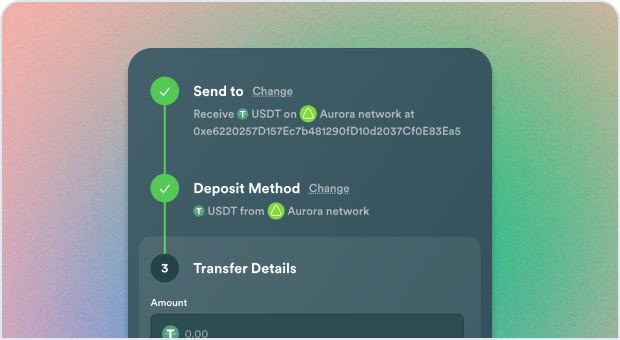 Send to Change
Receive USDT on Aurora network at
0xe6220257D157Ec7b481290fD10d2037Cf0E83Ea5
Deposit Method Change
USDT from Aurora network
3 Transfer Details
Amount
0.00